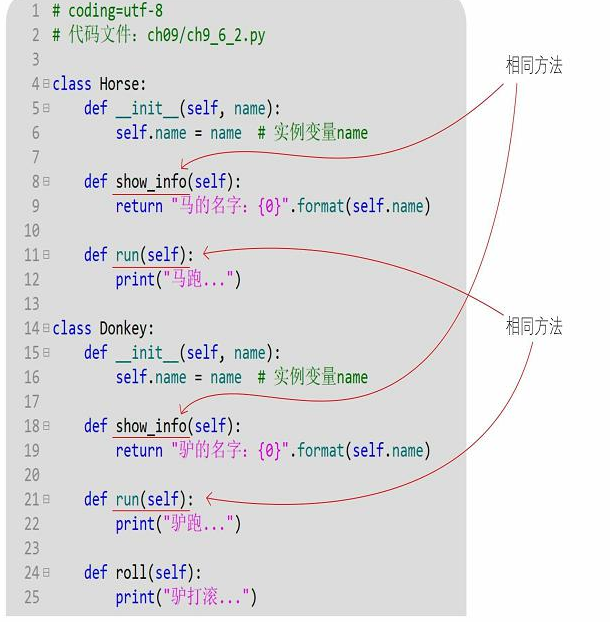 1 # coding=utf-8
2 # 代码文件：ch09/ch9_6_2.py
3
4 class Horse:
5     def __init__(self, name):
6         self.name = name  # 实例变量name
7
8     def show_info(self):
9         return "马的名字：{0}".format(self.name)
10
11     def run(self):
12         print("马跑...")
13
14 class Donkey:
15     def __init__(self, name):
16         self.name = name  # 实例变量name
17
18     def show_info(self):
19         return "驴的名字：{0}".format(self.name)
20
21     def run(self):
22         print("驴跑...")
23
24     def roll(self):
25         print("驴打滚...")
相同方法
相同方法